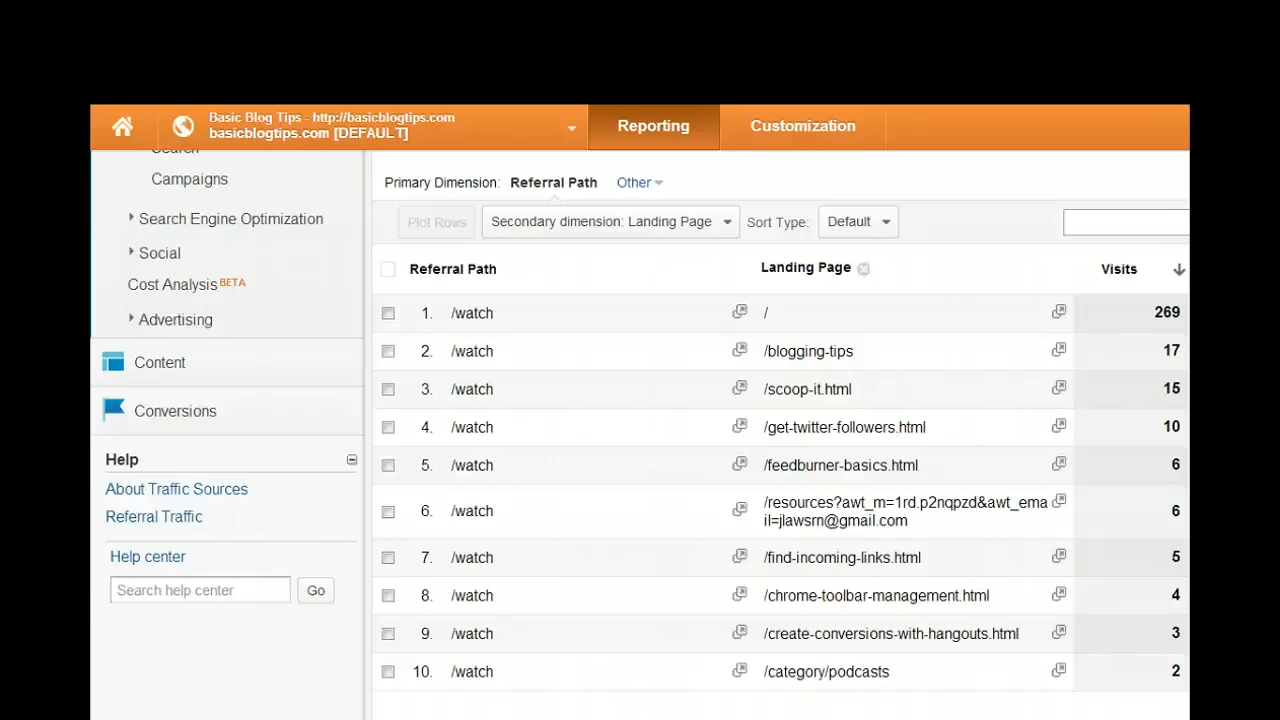 Basic Blog Tips - http://basicblogtips.com
basicblogtips.com [DEFAULT]
Reporting
Customization
Search
Campaigns
Search Engine Optimization
Social
Cost Analysis BETA
Advertising
Content
Conversions
Help
About Traffic Sources
Referral Traffic
Help center
Search help center Go
Primary Dimension: Referral Path Other
Plot Rows Secondary dimension: Landing Page Sort Type: Default
Referral Path Landing Page Visits
1. /watch / 269
2. /watch /blogging-tips 17
3. /watch /scoop-it.html 15
4. /watch /get-twitter-followers.html 10
5. /watch /feedburner-basics.html 6
6. /watch /resources?awt_m=1rd.p2nqpzd&awt_ema
il=jlawsrn@gmail.com 6
7. /watch /find-incoming-links.html 5
8. /watch /chrome-toolbar-management.html 4
9. /watch /create-conversions-with-hangouts.html 3
10. /watch /category/podcasts 2